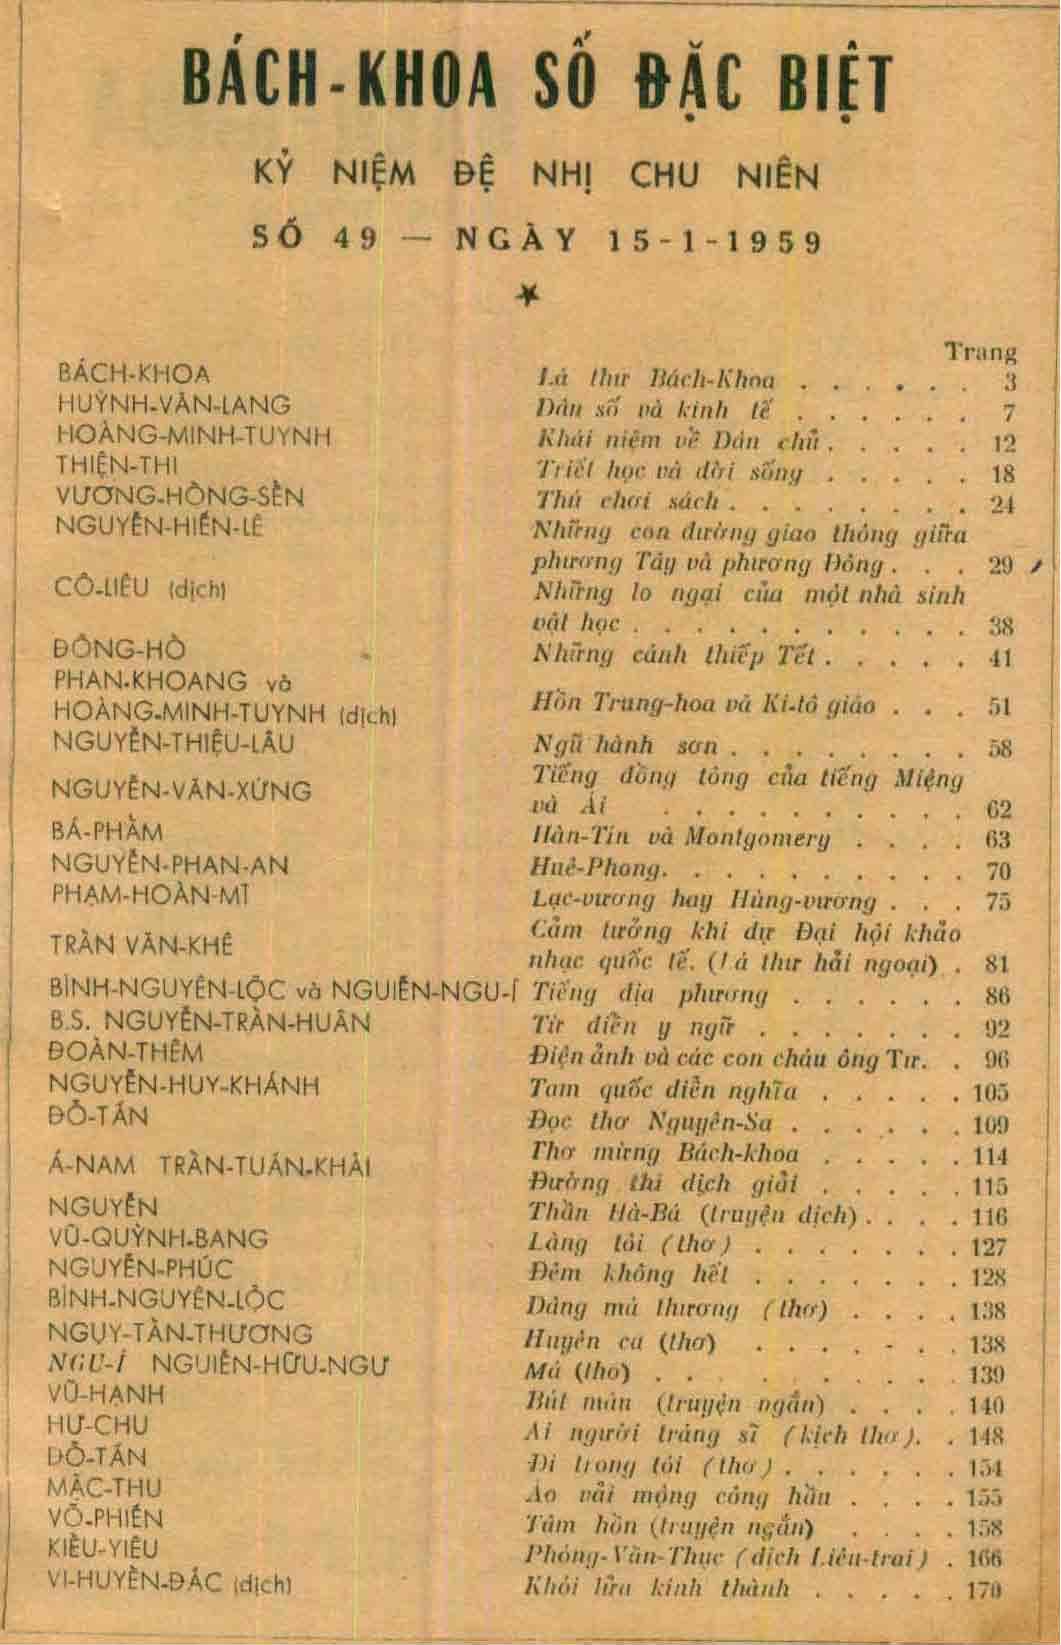 BÁCH-KHOA SỐ ĐẶC BIỆT
KỶ NIỆM ĐỆ NHỊ CHU NIÊN
SỐ 49 — NGÀY 15-1-1959
Trang
BÁCH-KHOA Lá thư Bách-Khoa . . . . . . 3
HUỲNH-VĂN-LANG Dân số và kinh tế . . . . . . 7
HOÀNG-MINH-TUYNH Khái niệm về Dân chủ . . . . . 12
THIỆN-THI Triết học và đời sống . . . . . 18
VƯƠNG-HỒNG-SỂN Thú chơi sách . . . . . . . . 24
NGUYỄN-HIẾN-LÊ Những con đường giao thông giữa
phương Tây và phương Đông . . . 29
CÔ-LIÊU (dịch) Những lo ngại của một nhà sinh
vật học . . . . . . . . . . . 38
ĐÔNG-HỒ Những cánh thiếp Tết . . . . . 41
PHAN-KHOANG và
HOÀNG-MINH-TUYNH (dịch) Hồn Trung-hoa và Ki-tô giáo . . . 51
NGUYỄN-THIỆU-LÂU Ngũ hành sơn . . . . . . . . 58
NGUYỄN-VĂN-XỨNG Tiếng đồng tông của tiếng Miệng
và Ái . . . . . . . . . . 62
BÁ-PHẦM Hàn-Tín và Montgomery . . . . 63
NGUYỄN-PHAN-AN Huê-Phong. . . . . . . . . . 70
PHẠM-HOÀN-MĨ Lạc-vương hay Hùng-vương . . . 75
TRẦN VĂN-KHÊ Cảm tưởng khi dự Đại hội khảo
nhạc quốc tế. (Lá thư hải ngoại) . 81
BÌNH-NGUYÊN-LỘC và NGUIỄN-NGU-Í Tiếng địa phương . . . . . . 86
B.S. NGUYỄN-TRẦN-HUÂN Từ điển y ngữ . . . . . . . 92
ĐOÀN-THÊM Điện ảnh và các con cháu ông Tư. . 96
NGUYỄN-HUY-KHÁNH Tam quốc diễn nghĩa . . . . . 105
ĐỖ-TẤN Đọc thơ Nguyên-Sa . . . . . . 109
Á-NAM TRẦN-TUẤN-KHẢI Thơ mừng Bách-khoa . . . . . 114
Đường thi dịch giải . . . . . 115
NGUYỄN Thần Hà-Bá (truyện dịch) . . . . 116
VŨ-QUỲNH-BANG Làng tôi (thơ) . . . . . . . 127
NGUYỄN-PHÚC Đêm không hết . . . . . . . 128
BÌNH-NGUYÊN-LỘC Dáng má thương (thơ) . . . . 138
NGỤY-TẦN-THƯƠNG Huyên ca (thơ) . . . . . . 138
NGU-Í NGUIỄN-HỮU-NGƯ Má (thơ) . . . . . . . . . 139
VŨ-HẠNH Bút máu (truyện ngắn) . . . . 140
HƯ-CHU Ai người tráng sĩ (kịch thơ). . 148
ĐỖ-TẤN Đi trong tôi (thơ) . . . . . . 154
MẶC-THU Áo vải mộng công hầu . . . . 155
VÕ-PHIẾN Tâm hồn (truyện ngắn) . . . . 158
KIỀU-YIÊU Phòng-Văn-Thục (dịch Liêu-trai) . 166
VI-HUYỀN-ĐẮC (dịch) Khói lửa kinh thành . . . . . 170